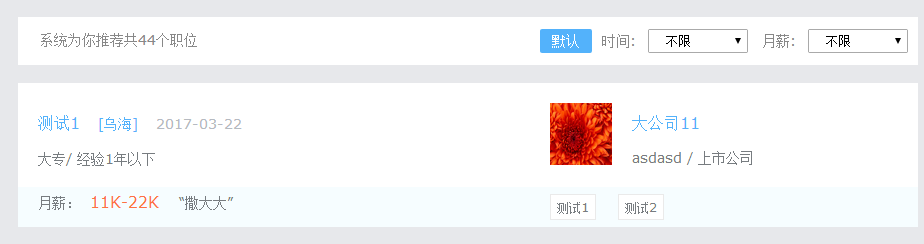 系统为你推荐共44个职位 默认 时间： 不限 月薪： 不限
测试1 [乌海] 2017-03-22 大公司11
大专/ 经验1年以下 asdasd / 上市公司
月薪： 11K-22K “撒大大” 测试1 测试2